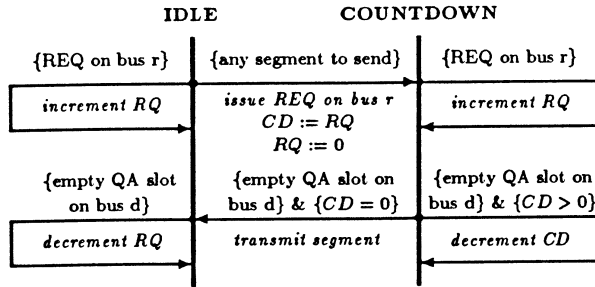 IDLE COUNTDOWN
{REQ on bus r} {any segment to send} {REQ on bus r}
increment RQ issue REQ on bus r increment RQ
CD := RQ
RQ := 0
{empty QA slot {empty QA slot on {empty QA slot on
on bus d} bus d} & {CD = 0} bus d} & {CD > 0}
decrement RQ transmit segment decrement CD